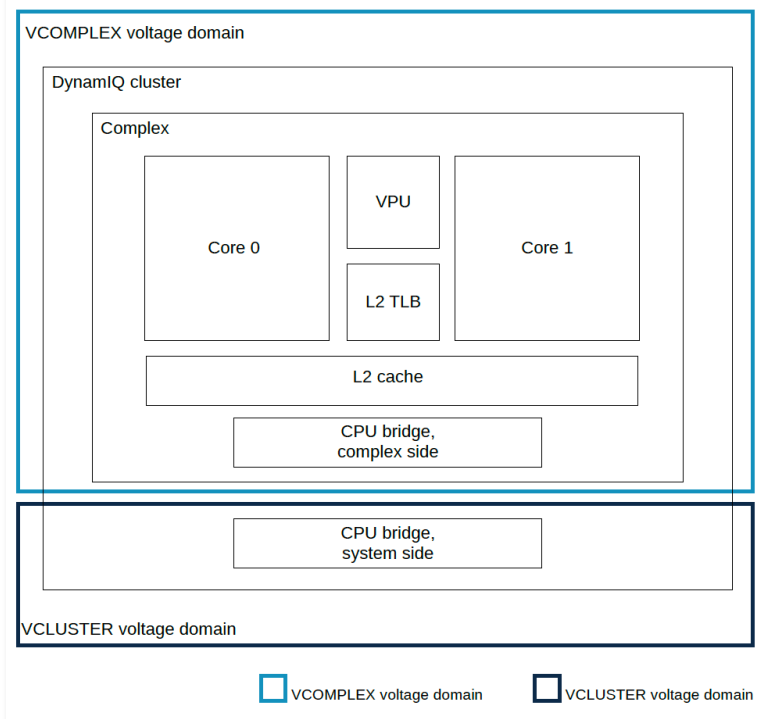 VCOMPLEX voltage domain
DynamIQ cluster
Complex
Core 0
VPU
Core 1
L2 TLB
L2 cache
CPU bridge,
complex side
CPU bridge,
system side
VCLUSTER voltage domain
VCOMPLEX voltage domain
VCLUSTER voltage domain